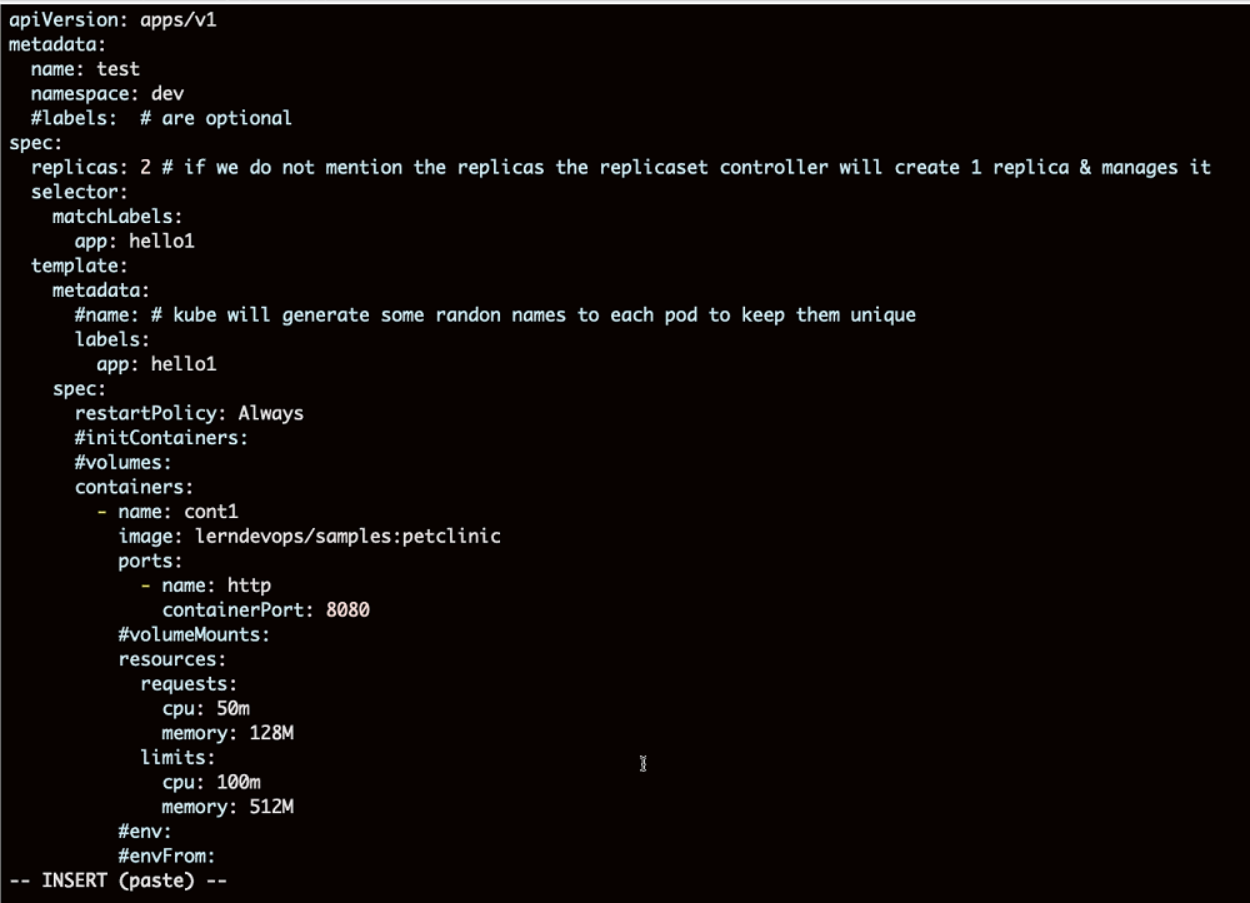 apiVersion: apps/v1
metadata:
  name: test
  namespace: dev
  #labels:  # are optional
spec:
  replicas: 2 # if we do not mention the replicas the replicaset controller will create 1 replica & manages it
  selector:
    matchLabels:
      app: hello1
  template:
    metadata:
      #name: # kube will generate some randon names to each pod to keep them unique
      labels:
        app: hello1
    spec:
      restartPolicy: Always
      #initContainers:
      #volumes:
      containers:
        - name: cont1
          image: lerndevops/samples:petclinic
          ports:
            - name: http
              containerPort: 8080
          #volumeMounts:
          resources:
            requests:
              cpu: 50m
              memory: 128M
            limits:
              cpu: 100m
              memory: 512M
          #env:
          #envFrom:
-- INSERT (paste) --